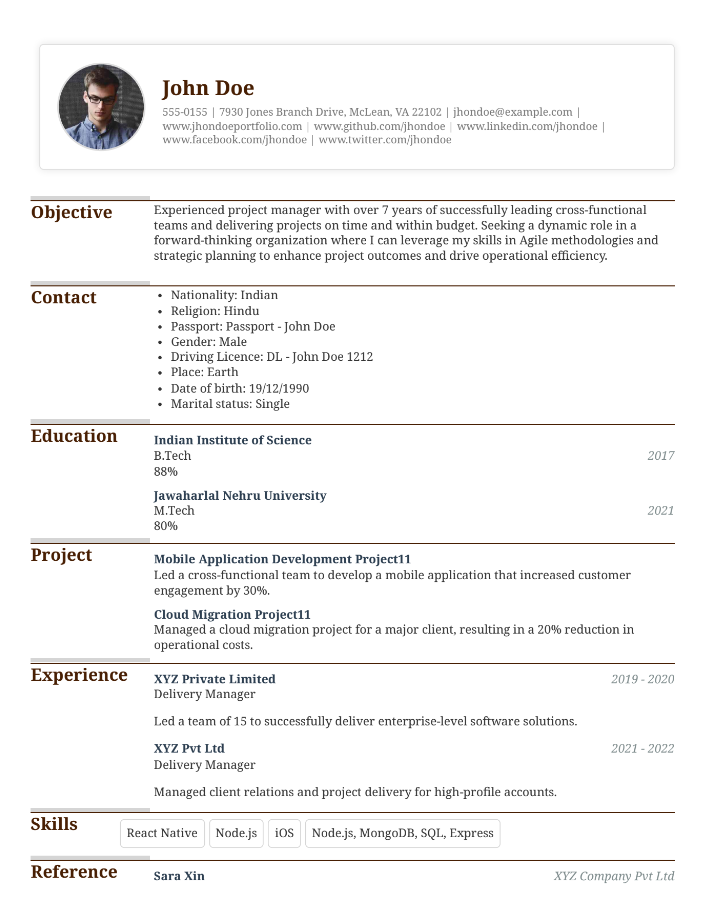 John Doe
555-0155 | 7930 Jones Branch Drive, McLean, VA 22102 | jhondoe@example.com |
www.jhondoeportfolio.com | www.github.com/jhondoe | www.linkedin.com/jhondoe |
www.facebook.com/jhondoe | www.twitter.com/jhondoe
Objective
Experienced project manager with over 7 years of successfully leading cross-functional
teams and delivering projects on time and within budget. Seeking a dynamic role in a
forward-thinking organization where I can leverage my skills in Agile methodologies and
strategic planning to enhance project outcomes and drive operational efficiency.
Contact
• Nationality: Indian
• Religion: Hindu
• Passport: Passport - John Doe
• Gender: Male
• Driving Licence: DL - John Doe 1212
• Place: Earth
• Date of birth: 19/12/1990
• Marital status: Single
Education
Indian Institute of Science
B.Tech 2017
88%
Jawaharlal Nehru University
M.Tech 2021
80%
Project
Mobile Application Development Project11
Led a cross-functional team to develop a mobile application that increased customer
engagement by 30%.
Cloud Migration Project11
Managed a cloud migration project for a major client, resulting in a 20% reduction in
operational costs.
Experience
XYZ Private Limited 2019 - 2020
Delivery Manager
Led a team of 15 to successfully deliver enterprise-level software solutions.
XYZ Pvt Ltd 2021 - 2022
Delivery Manager
Managed client relations and project delivery for high-profile accounts.
Skills
React Native Node.js iOS Node.js, MongoDB, SQL, Express
Reference
Sara Xin XYZ Company Pvt Ltd